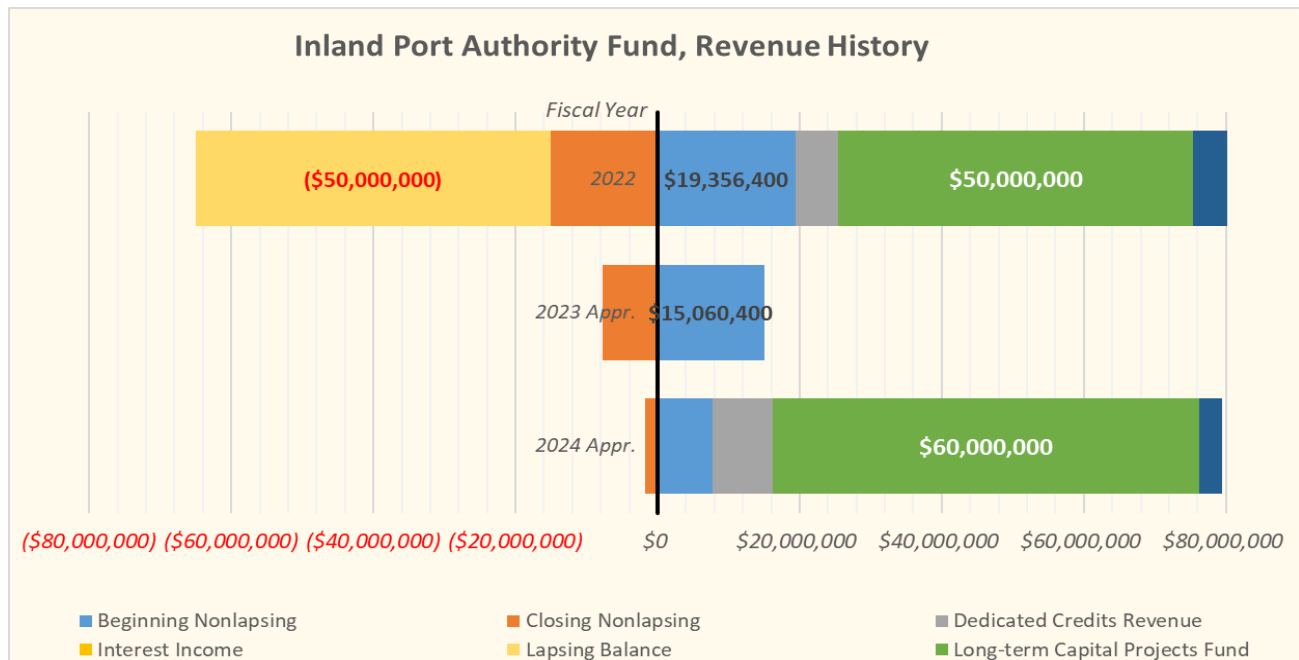 Inland Port Authority Fund, Revenue History
Fiscal Year
($50,000,000) 2022 $19,356,400 $50,000,000
2023 Appr. $15,060,400
2024 Appr. $60,000,000
($80,000,000) ($60,000,000) ($40,000,000) ($20,000,000) $0 $20,000,000 $40,000,000 $60,000,000 $80,000,000
Beginning Nonlapsing Closing Nonlapsing Dedicated Credits Revenue
Interest Income Lapsing Balance Long-term Capital Projects Fund